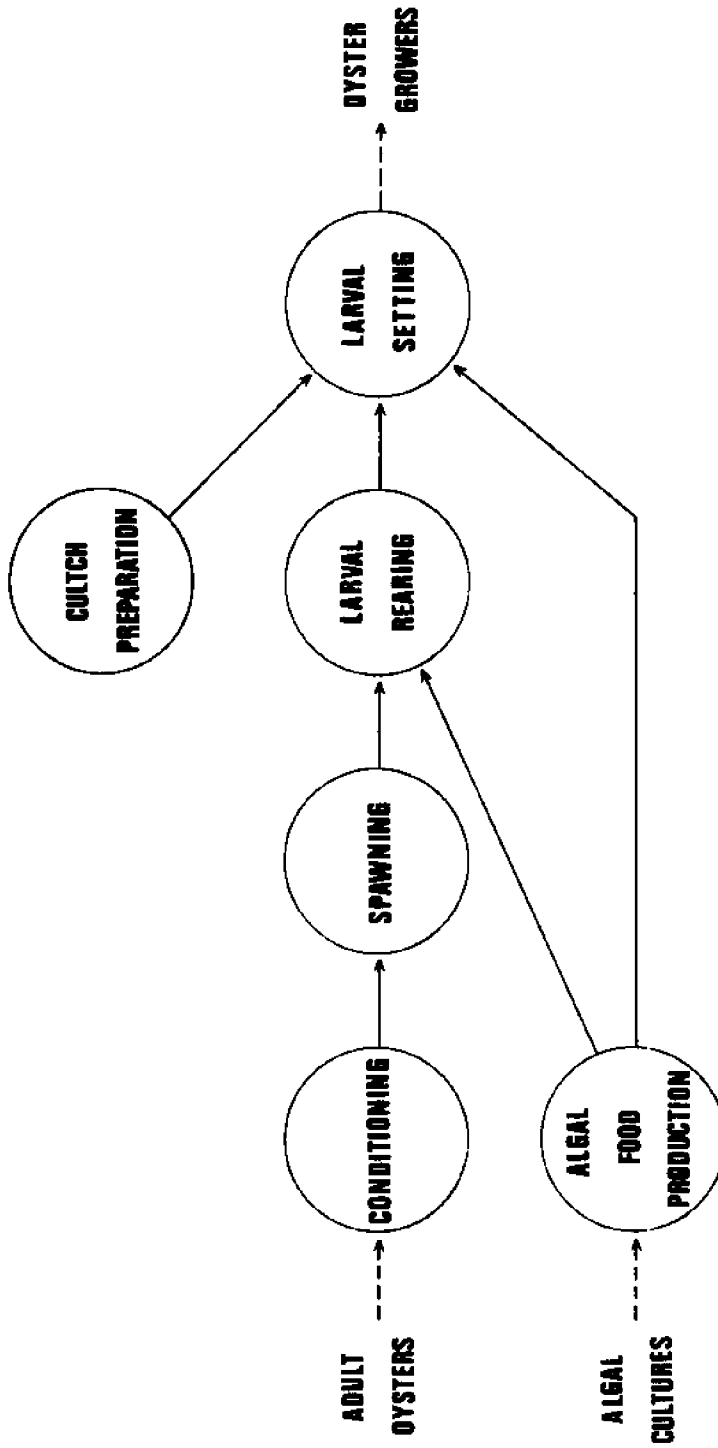 ADULT
OYSTERS
CONDITIONING
SPAWNING
LARVAL
REARING
LARVAL
SETTING
OYSTER
GROWERS
CULTCH
PREPARATION
ALGAL
CULTURES
ALGAL
FOOD
PRODUCTION